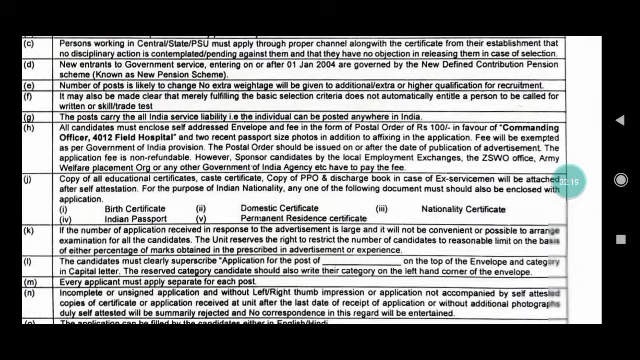 (c) Persons working in Central/State/PSU must apply through proper channel alongwith the certificate from their establishment that
no disciplinary action is contemplated/pending against them and that they have no objection in releasing them in case of selection.
(d) New entrants to Government service, entering on or after 01 Jan 2004 are governed by the New Defined Contribution Pension
scheme (Known as New Pension Scheme).
(e) Number of posts is likely to change No extra weightage will be given to additional/extra or higher qualification for recruitment.
(f) It may also be made clear that merely fulfilling the basic selection criteria does not automatically entitle a person to be called for
written or skill/trade test
(g) The posts carry the all India service liability i.e the individual can be posted anywhere in India.
(h) All candidates must enclose self addressed Envelope and fee in the form of Postal Order of Rs 100/- in favour of "Commanding
Officer, 4012 Field Hospital" and two recent passport size photos in addition to affixing in the application. Fee will be exempted
as per Government of India provision. The Postal Order should be issued on or after the date of publication of advertisement. The
application fee is non-refundable. However, Sponsor candidates by the local Employment Exchanges, the ZSWO office, Army
Welfare placement Org or any other Government of India Agency etc have to pay the fee.
(j) Copy of all educational certificates, caste certificate, Copy of PPO & discharge book in case of Ex-servicemen will be attached
after self attestation. For the purpose of Indian Nationality, any one of the following document must should also be enclosed with
application.
(i) Birth Certificate (ii) Domestic Certificate (iii) Nationality Certificate
(iv) Indian Passport (v) Permanent Residence certificate
02:19
(k) If the number of application received in response to the advertisement is large and it will not be convenient or possible to arrange
examination for all the candidates. The Unit reserves the right to restrict the number of candidates to reasonable limit on the basis
of either percentage of marks obtained in the prescribed in advertisement or experience.
(l) The candidates must clearly superscribe "Application for the post of ____________ on the top of the Envelope and category
in Capital letter. The reserved category candidate should also write their category on the left hand corner of the envelope.
(m) Every applicant must apply separate for each post.
(n) Incomplete or unsigned application and without Left/Right thumb impression or application not accompanied by self attested
copies of certificate or application received at unit after the last date of receipt of application or without additional photographs
duly self attested will be summarily rejected and No correspondence in this regard will be entertained.
(o) The application can be filled by the candidates either in English/Hindi.